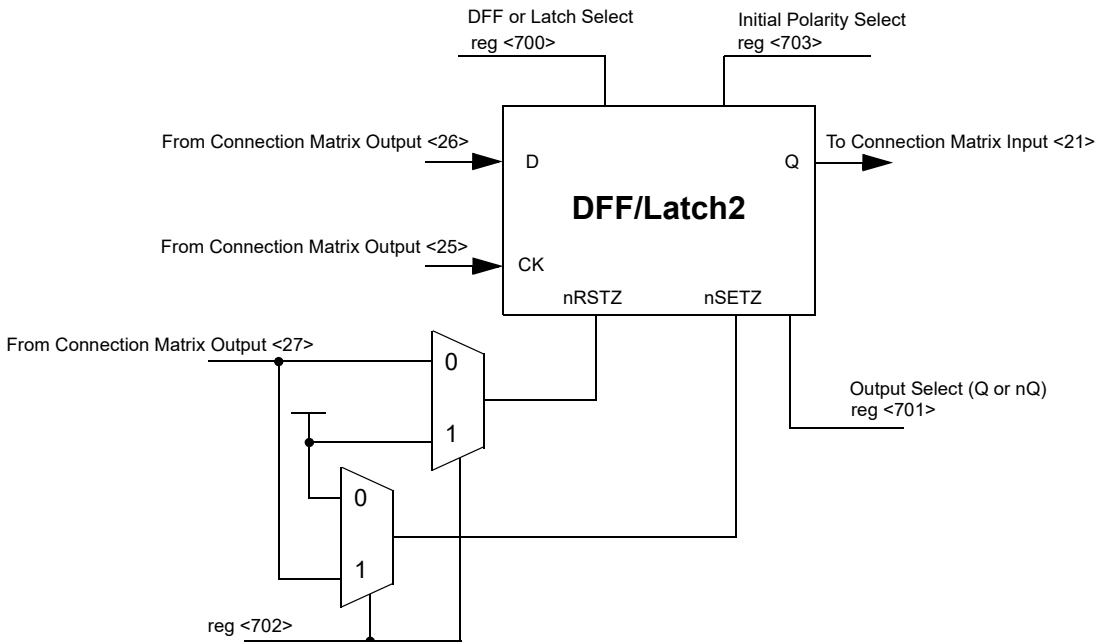 DFF or Latch Select
reg <700>
Initial Polarity Select
reg <703>
From Connection Matrix Output <26>
To Connection Matrix Input <21>
D
Q
DFF/Latch2
From Connection Matrix Output <25>
CK
nRSTZ
nSETZ
From Connection Matrix Output <27>
0
1
Output Select (Q or nQ)
reg <701>
0
1
reg <702>